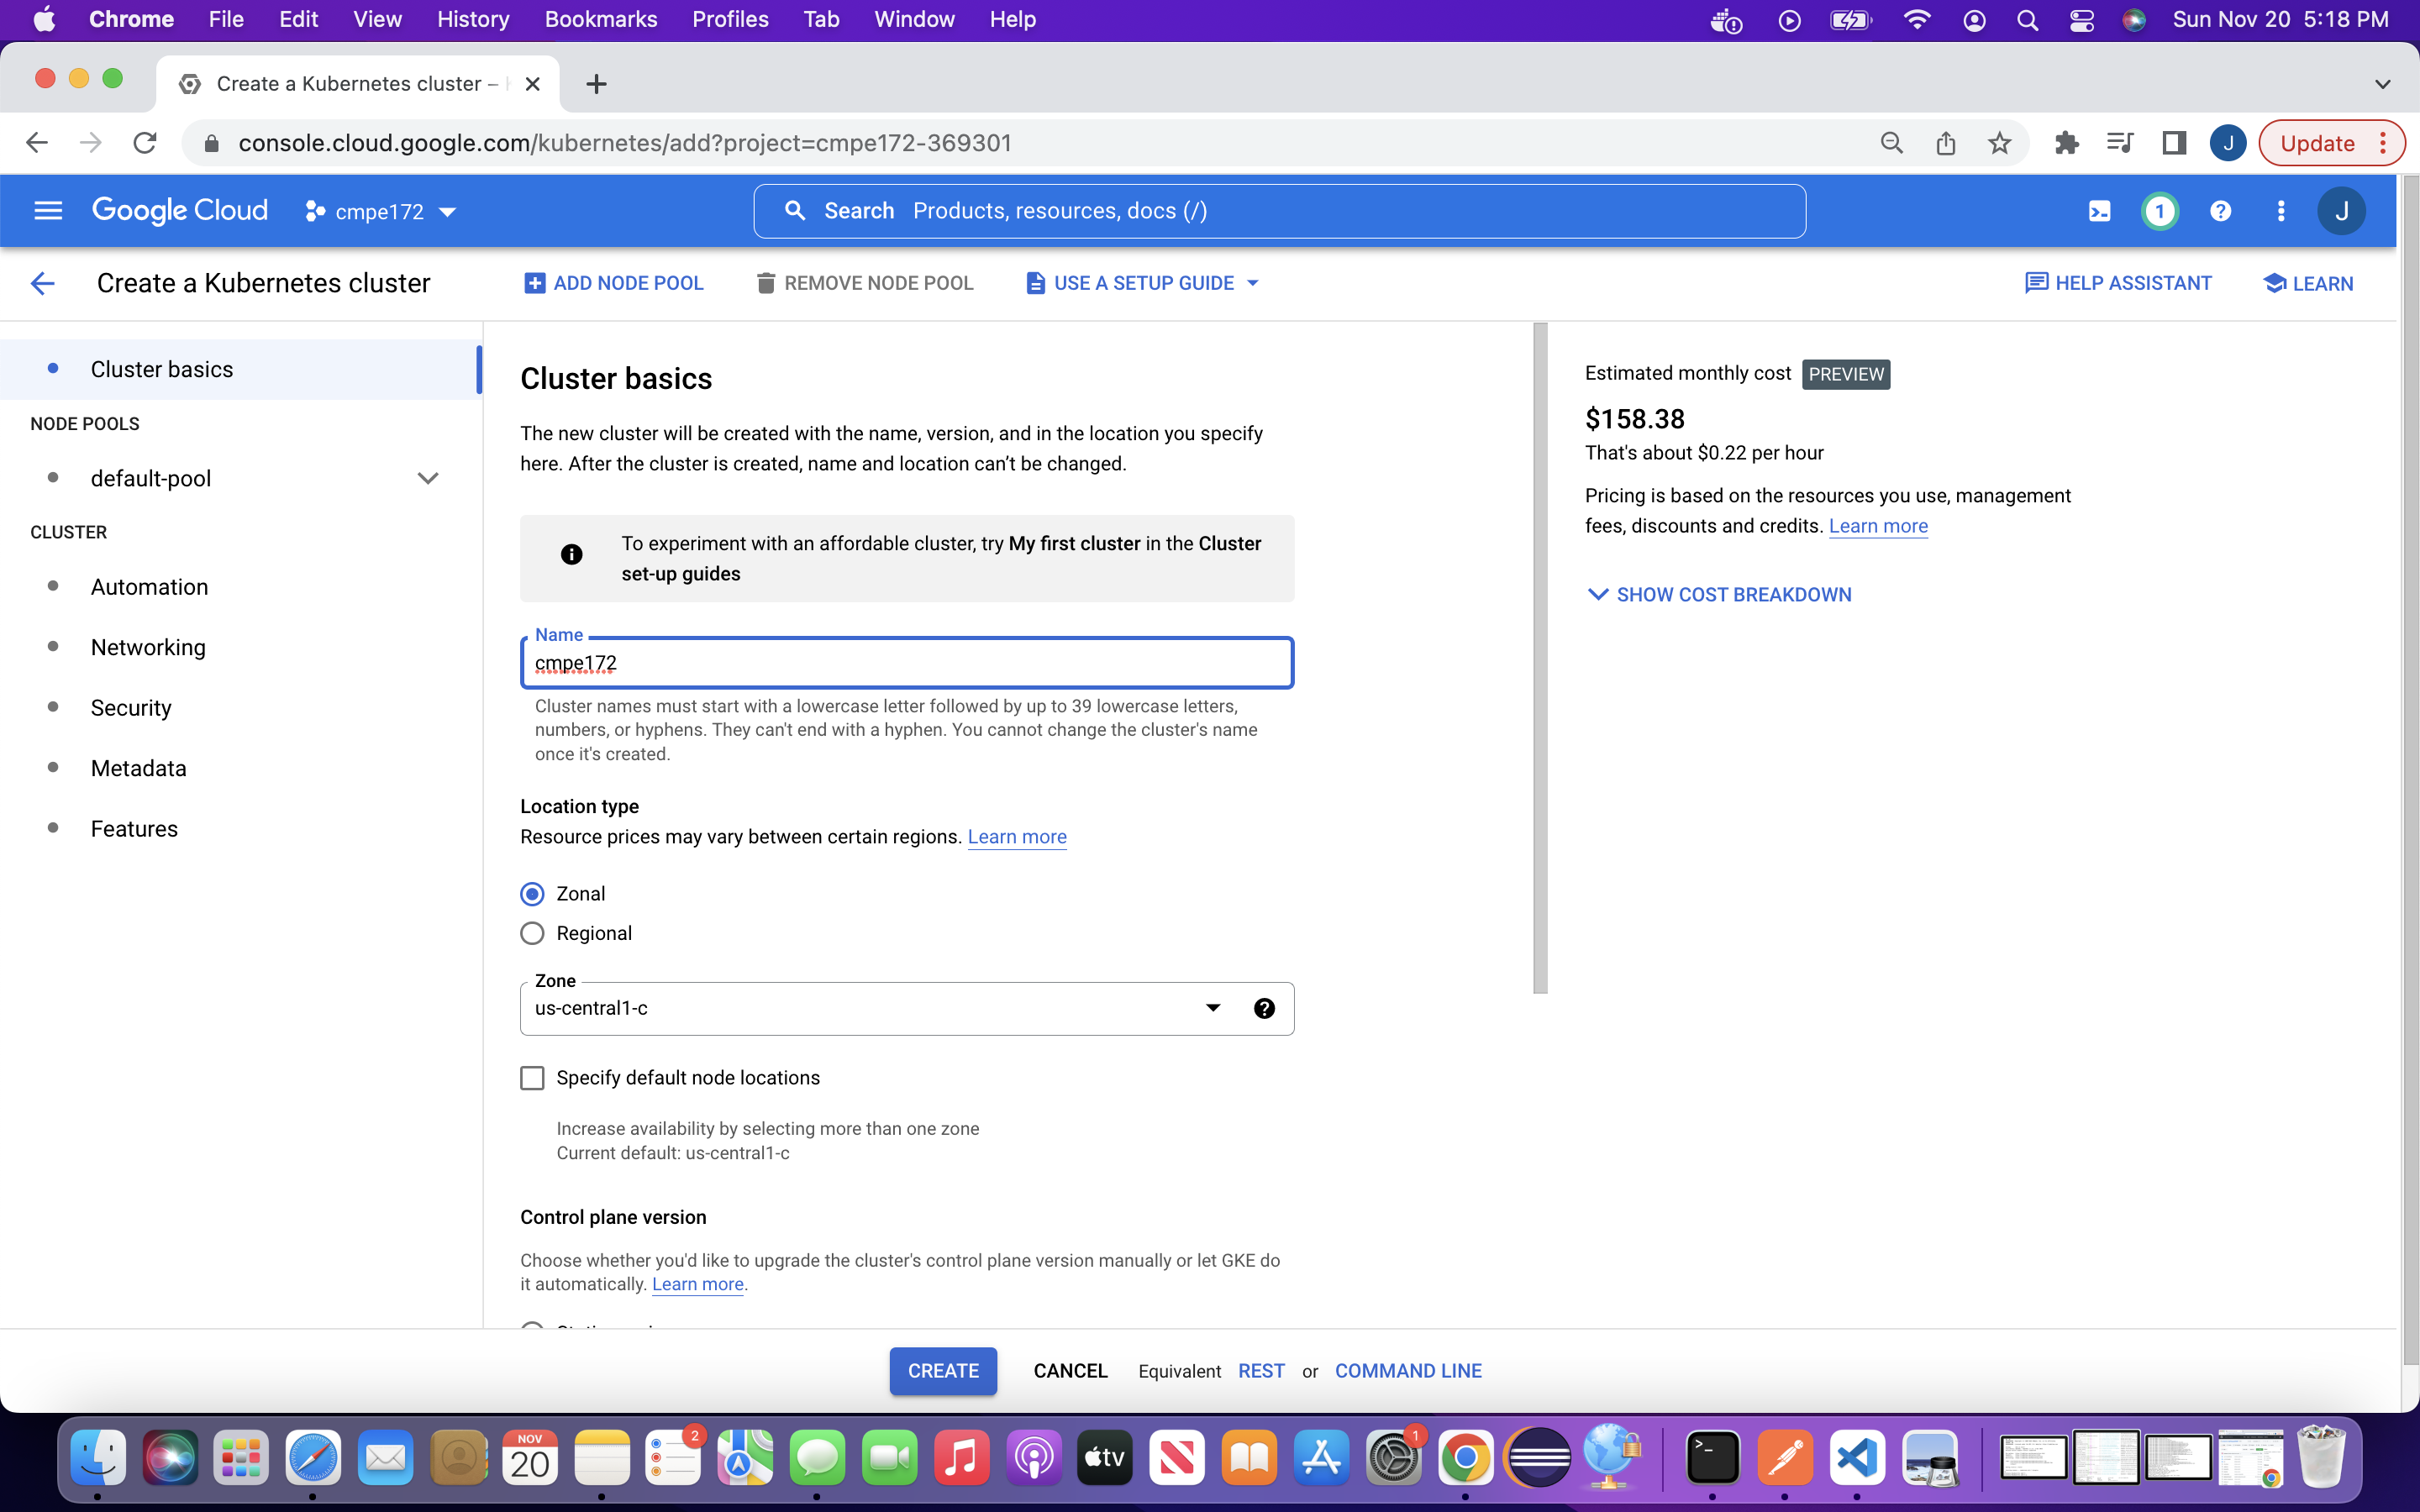 Chrome File Edit View History Bookmarks Profiles Tab Window Help Sun Nov 20 5:18 PM
Create a Kubernetes cluster –
console.cloud.google.com/kubernetes/add?project=cmpe172-369301 J Update
Google Cloud cmpe172 Search Products, resources, docs (/) 1 J
Create a Kubernetes cluster ADD NODE POOL REMOVE NODE POOL USE A SETUP GUIDE HELP ASSISTANT LEARN
Cluster basics
NODE POOLS
default-pool
CLUSTER
Automation
Networking
Security
Metadata
Features
Cluster basics
The new cluster will be created with the name, version, and in the location you specify
here. After the cluster is created, name and location can't be changed.
To experiment with an affordable cluster, try My first cluster in the Cluster
set-up guides
Name
cmpe172
Cluster names must start with a lowercase letter followed by up to 39 lowercase letters,
numbers, or hyphens. They can't end with a hyphen. You cannot change the cluster's name
once it's created.
Location type
Resource prices may vary between certain regions. Learn more
Zonal
Regional
Zone
us-central1-c
Specify default node locations
Increase availability by selecting more than one zone
Current default: us-central1-c
Control plane version
Choose whether you'd like to upgrade the cluster's control plane version manually or let GKE do
it automatically. Learn more.
Estimated monthly cost PREVIEW
$158.38
That's about $0.22 per hour
Pricing is based on the resources you use, management
fees, discounts and credits. Learn more
SHOW COST BREAKDOWN
CREATE CANCEL Equivalent REST or COMMAND LINE
NOV
20
2
tv
1